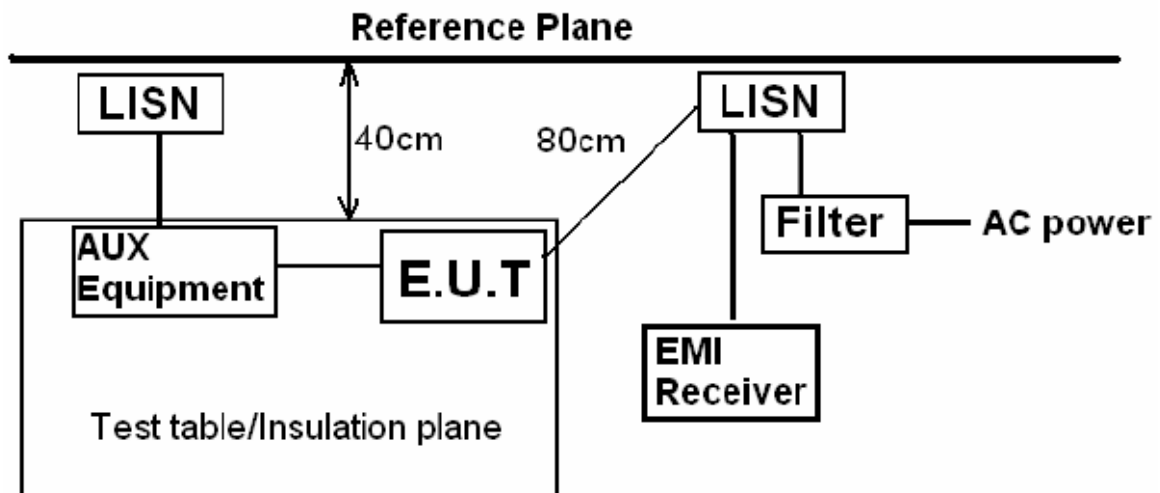 Reference Plane
LISN
40cm
80cm
LISN
Filter
AC power
AUX
Equipment
E.U.T
EMI
Receiver
Test table/Insulation plane